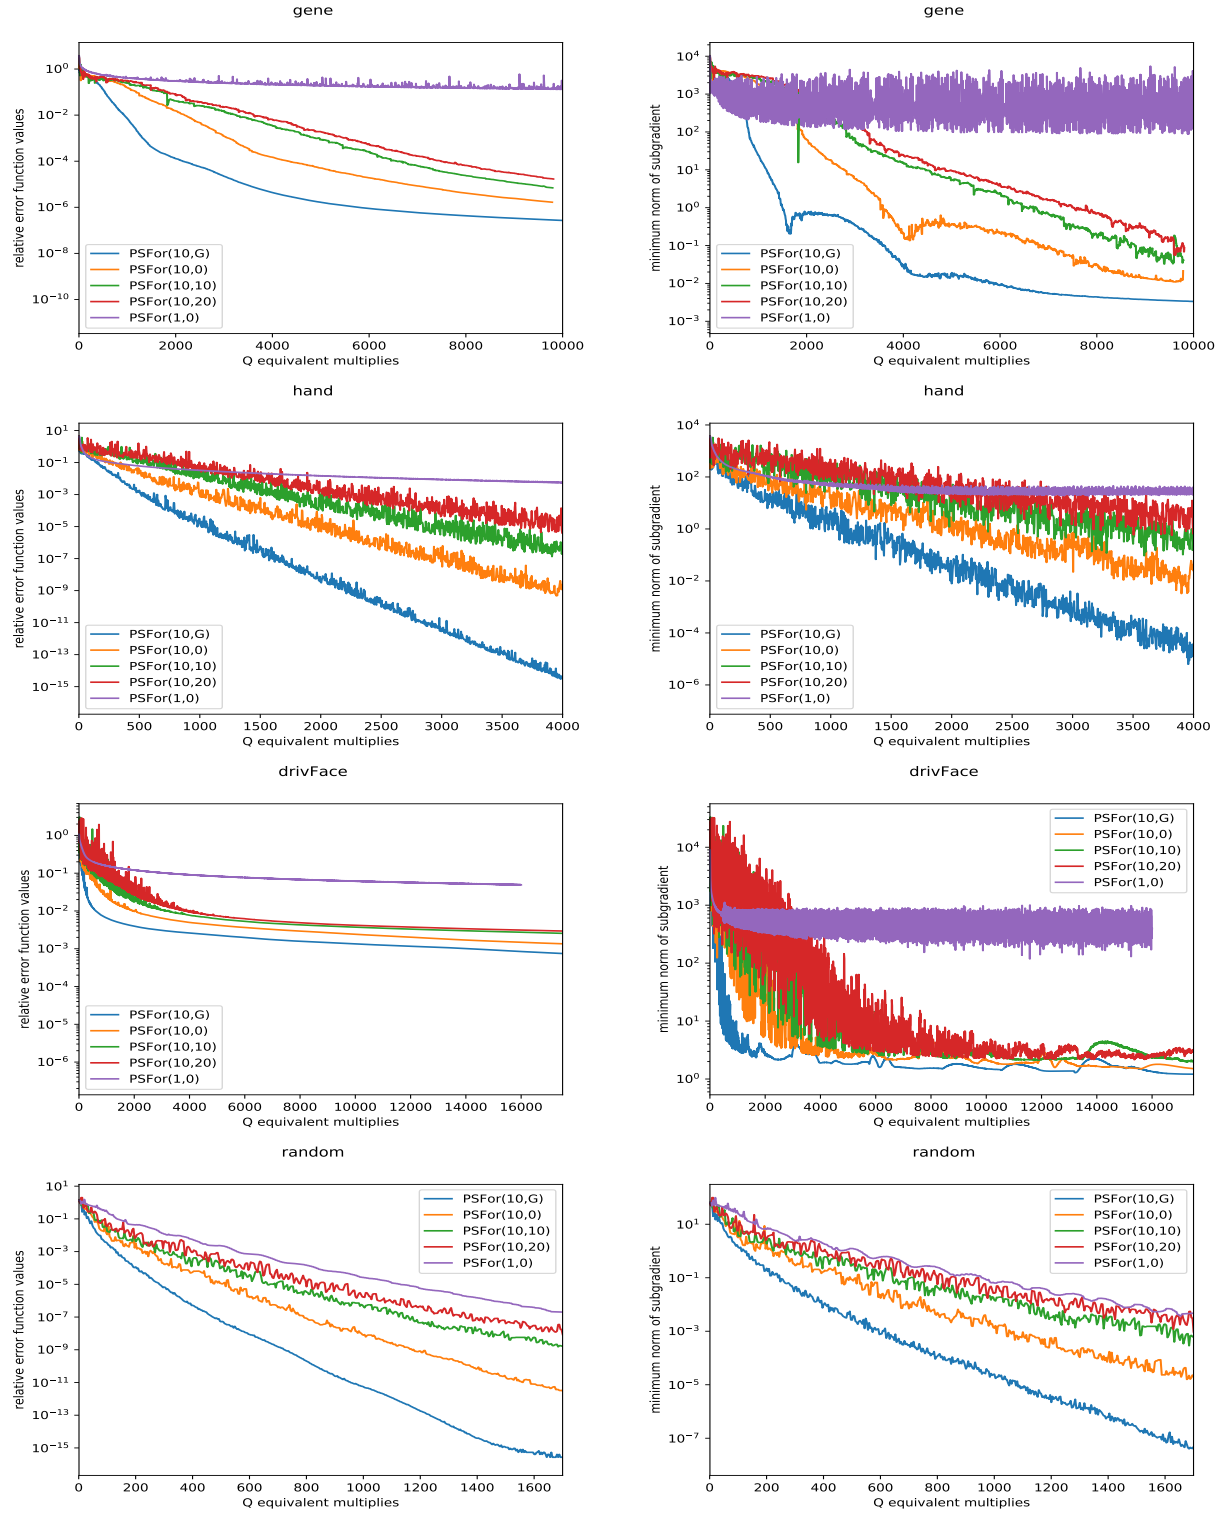 gene
relative error function values
10^0
10^-2
10^-4
10^-6
10^-8
10^-10
PSFor(10,G)
PSFor(10,0)
PSFor(10,10)
PSFor(10,20)
PSFor(1,0)
0 2000 4000 6000 8000 10000
Q equivalent multiplies
gene
minimum norm of subgradient
10^4
10^3
10^2
10^1
10^0
10^-1
10^-2
10^-3
PSFor(10,G)
PSFor(10,0)
PSFor(10,10)
PSFor(10,20)
PSFor(1,0)
0 2000 4000 6000 8000 10000
Q equivalent multiplies
hand
relative error function values
10^1
10^-1
10^-3
10^-5
10^-7
10^-9
10^-11
10^-13
10^-15
PSFor(10,G)
PSFor(10,0)
PSFor(10,10)
PSFor(10,20)
PSFor(1,0)
0 500 1000 1500 2000 2500 3000 3500 4000
Q equivalent multiplies
hand
minimum norm of subgradient
10^4
10^2
10^0
10^-2
10^-4
10^-6
PSFor(10,G)
PSFor(10,0)
PSFor(10,10)
PSFor(10,20)
PSFor(1,0)
0 500 1000 1500 2000 2500 3000 3500 4000
Q equivalent multiplies
drivFace
relative error function values
10^0
10^-1
10^-2
10^-3
10^-4
10^-5
10^-6
PSFor(10,G)
PSFor(10,0)
PSFor(10,10)
PSFor(10,20)
PSFor(1,0)
0 2000 4000 6000 8000 10000 12000 14000 16000
Q equivalent multiplies
drivFace
minimum norm of subgradient
10^4
10^3
10^2
10^1
10^0
PSFor(10,G)
PSFor(10,0)
PSFor(10,10)
PSFor(10,20)
PSFor(1,0)
0 2000 4000 6000 8000 10000 12000 14000 16000
Q equivalent multiplies
random
relative error function values
10^1
10^-1
10^-3
10^-5
10^-7
10^-9
10^-11
10^-13
10^-15
PSFor(10,G)
PSFor(10,0)
PSFor(10,10)
PSFor(10,20)
PSFor(1,0)
0 200 400 600 800 1000 1200 1400 1600
Q equivalent multiplies
random
minimum norm of subgradient
10^1
10^-1
10^-3
10^-5
10^-7
PSFor(10,G)
PSFor(10,0)
PSFor(10,10)
PSFor(10,20)
PSFor(1,0)
0 200 400 600 800 1000 1200 1400 1600
Q equivalent multiplies